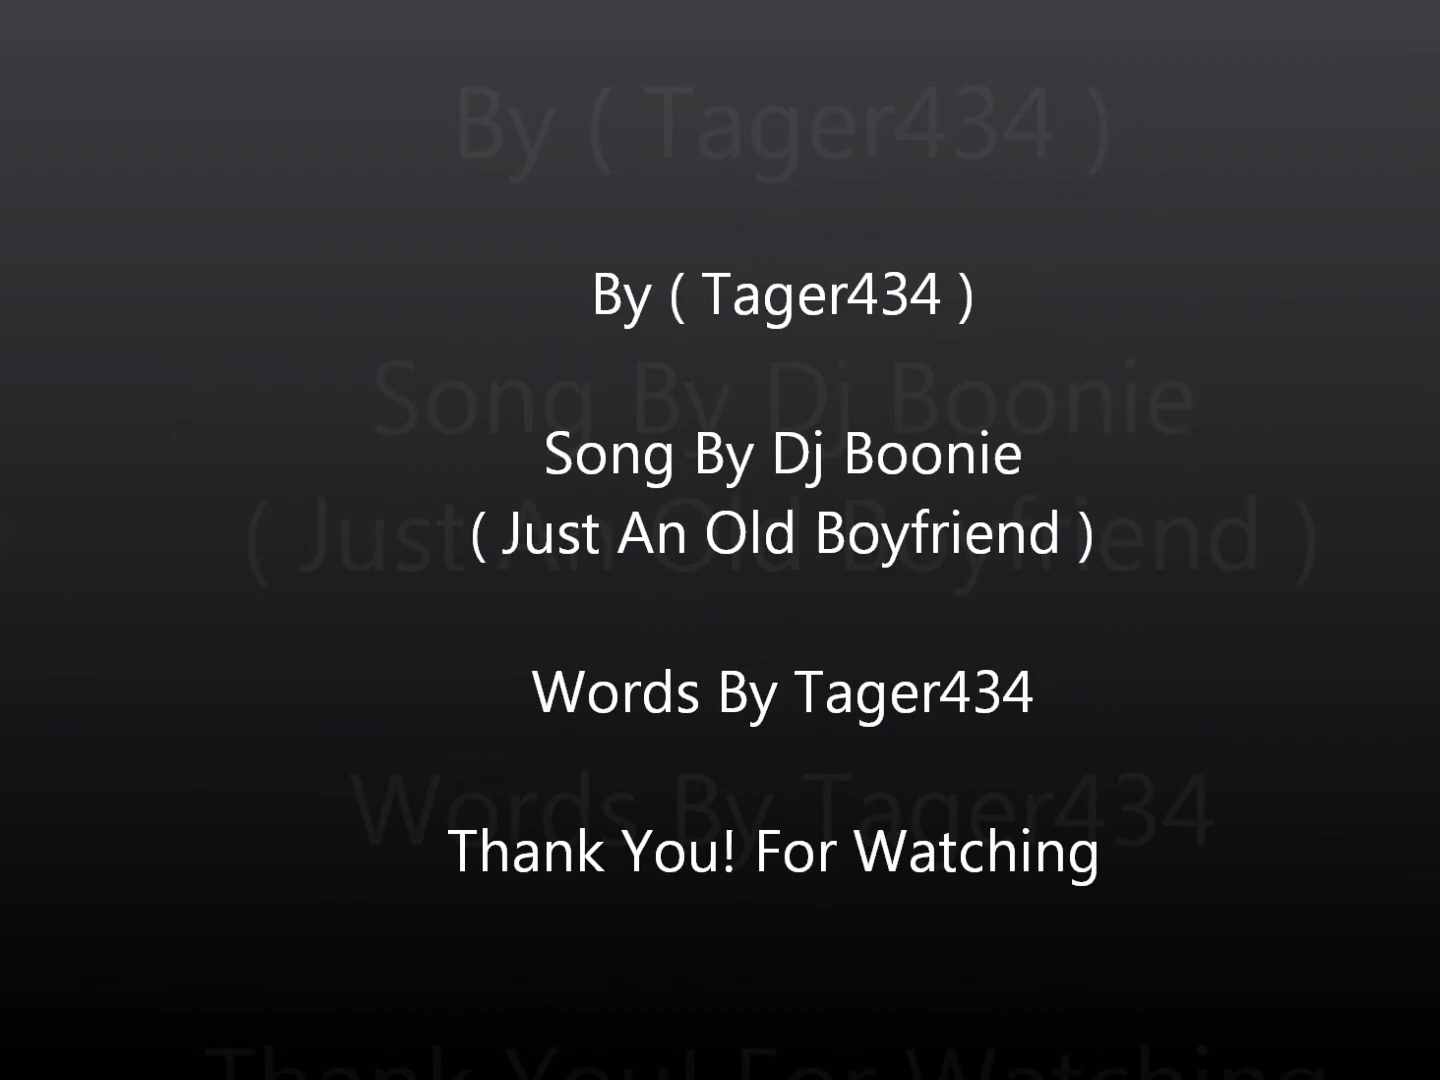 By ( Tager434 )
Song By Dj Boonie
( Just An Old Boyfriend )
Words By Tager434
Thank You! For Watching